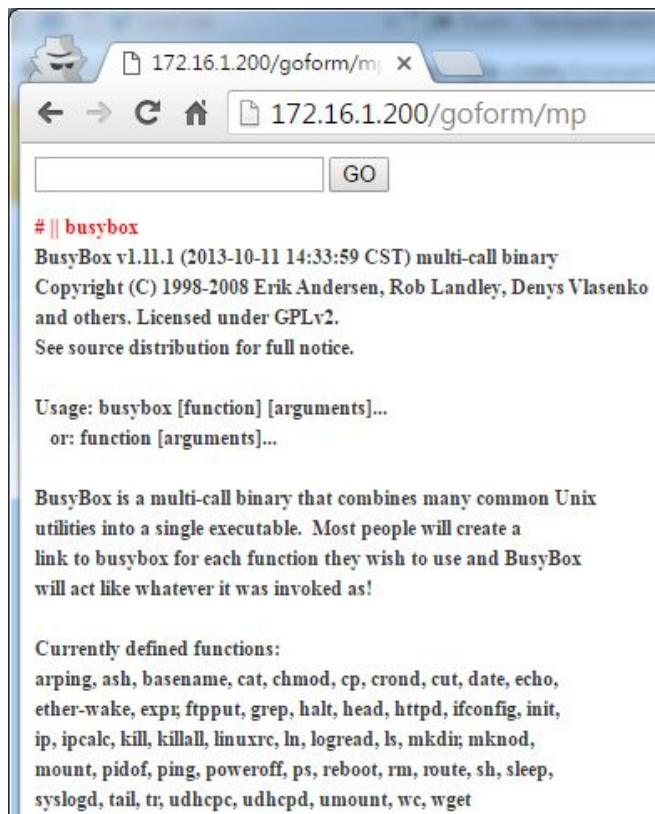 172.16.1.200/goform/m
172.16.1.200/goform/mp
GO
# || busybox
BusyBox v1.11.1 (2013-10-11 14:33:59 CST) multi-call binary
Copyright (C) 1998-2008 Erik Andersen, Rob Landley, Denys Vlasenko
and others. Licensed under GPLv2.
See source distribution for full notice.
Usage: busybox [function] [arguments]...
or: function [arguments]...
BusyBox is a multi-call binary that combines many common Unix
utilities into a single executable.  Most people will create a
link to busybox for each function they wish to use and BusyBox
will act like whatever it was invoked as!
Currently defined functions:
arping, ash, basename, cat, chmod, cp, crond, cut, date, echo,
ether-wake, expr, ftpput, grep, halt, head, httpd, ifconfig, init,
ip, ipcalc, kill, killall, linuxrc, ln, logread, ls, mkdir, mknod,
mount, pidof, ping, poweroff, ps, reboot, rm, route, sh, sleep,
syslogd, tail, tr, udhcpc, udhcpd, umount, wc, wget